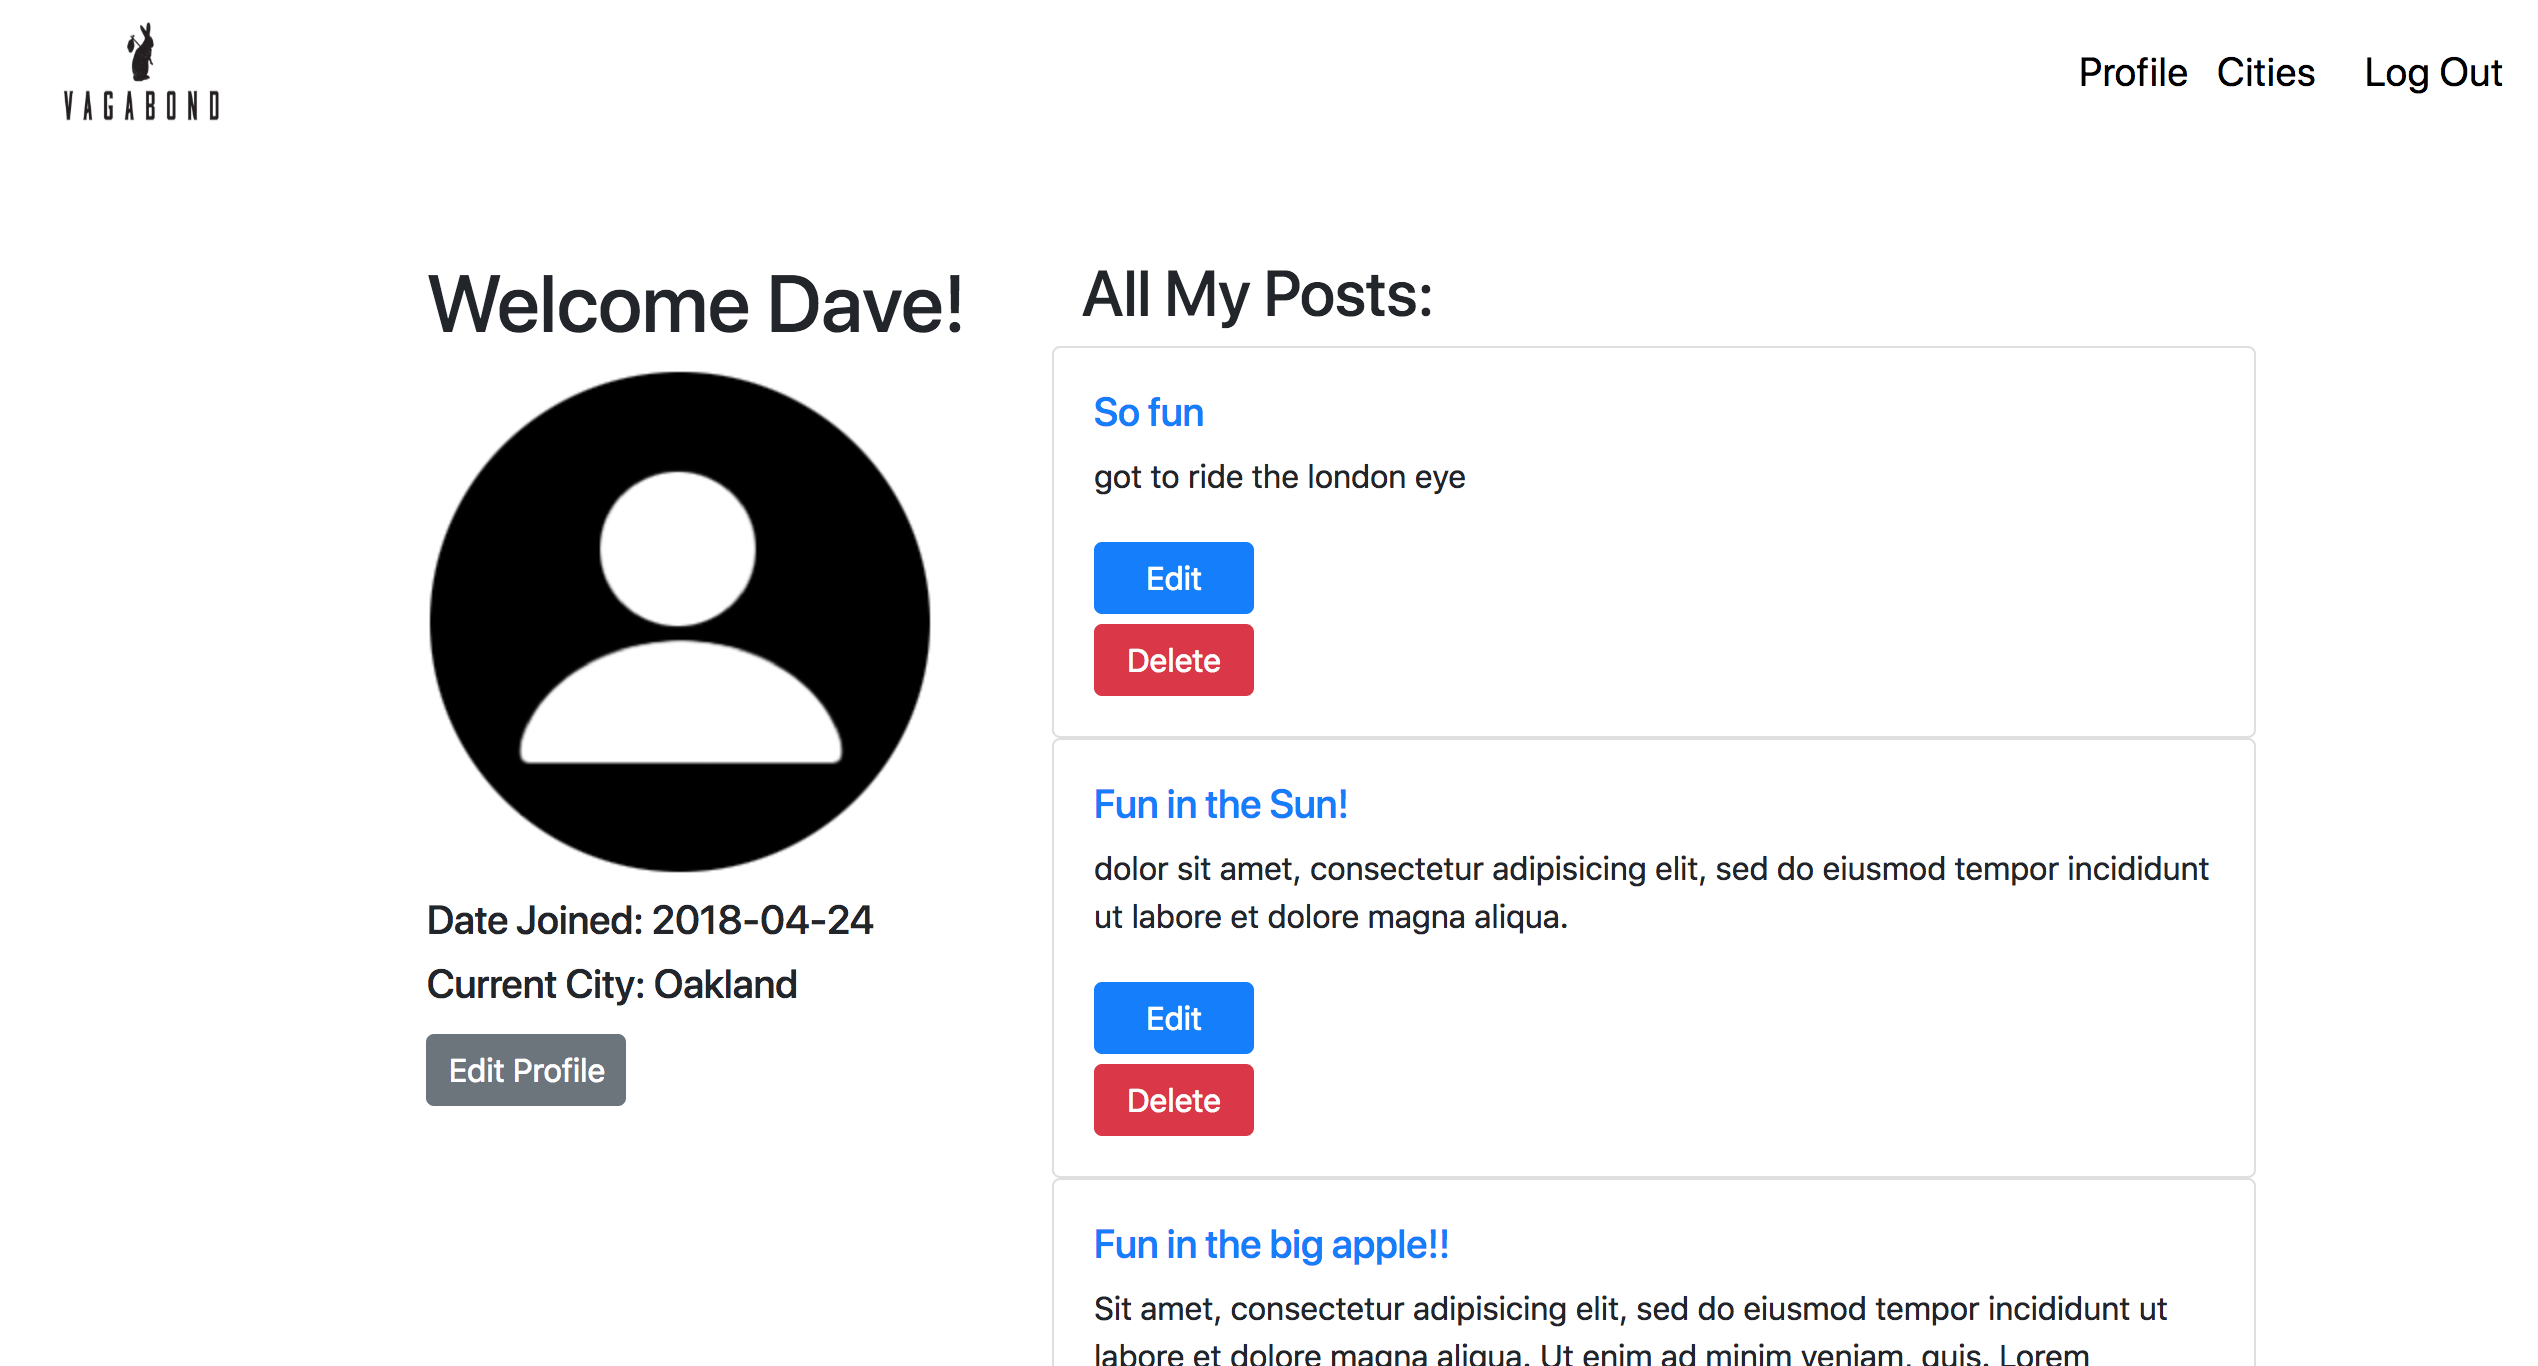 VAGABOND
Profile Cities Log Out
Welcome Dave!
Date Joined: 2018-04-24
Current City: Oakland
Edit Profile
All My Posts:
So fun
got to ride the london eye
Edit
Delete
Fun in the Sun!
dolor sit amet, consectetur adipisicing elit, sed do eiusmod tempor incididunt
ut labore et dolore magna aliqua.
Edit
Delete
Fun in the big apple!!
Sit amet, consectetur adipisicing elit, sed do eiusmod tempor incididunt ut
labore et dolore magna aliqua. Ut enim ad minim veniam, quis. Lorem